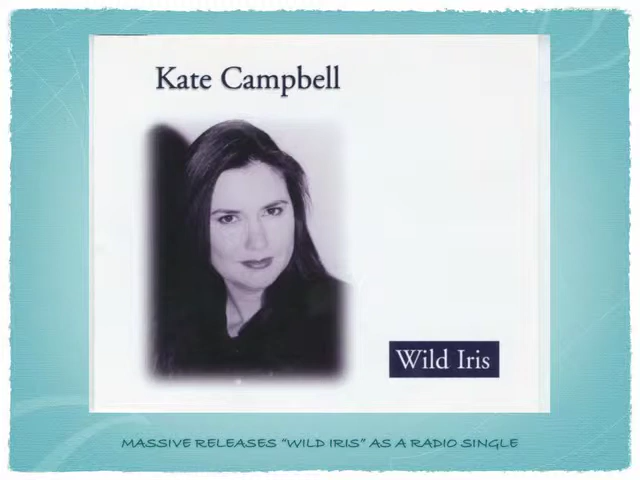 Kate Campbell
Wild Iris
MASSIVE RELEASES "WILD IRIS" AS A RADIO SINGLE